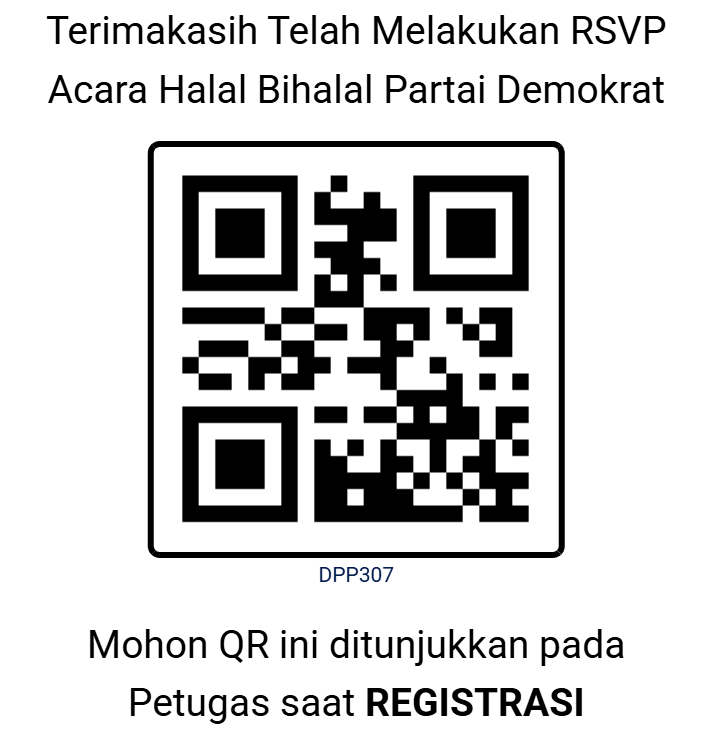 Terimakasih Telah Melakukan RSVP
Acara Halal Bihalal Partai Demokrat
DPP307
Mohon QR ini ditunjukkan pada
Petugas saat REGISTRASI